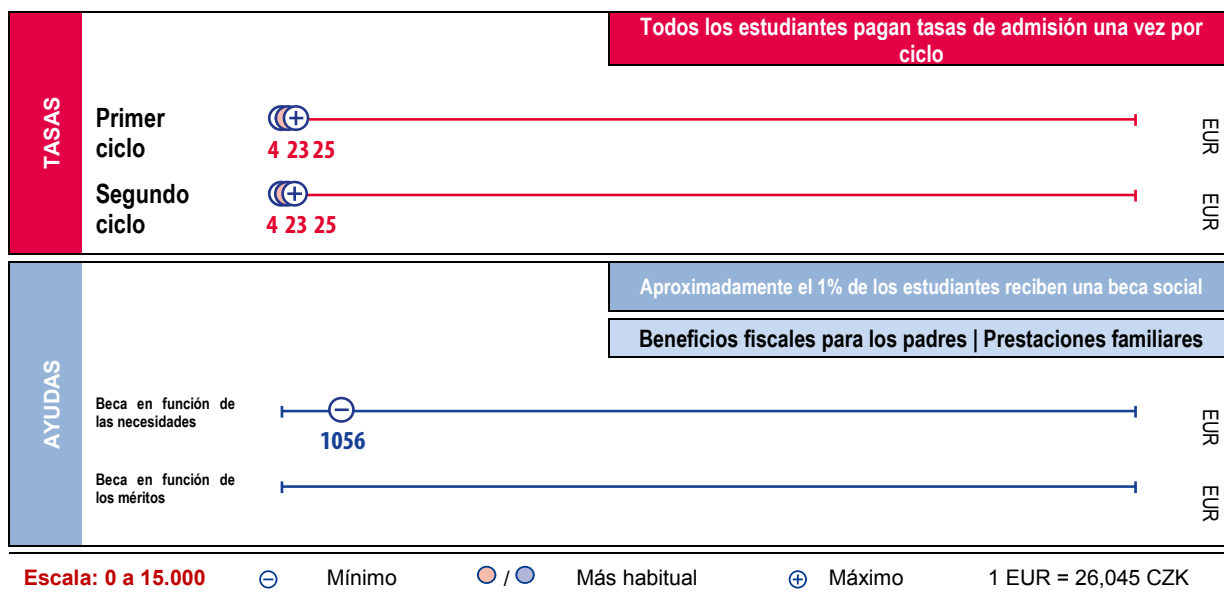 Todos los estudiantes pagan tasas de admisión una vez por
ciclo
TASAS
Primer
ciclo
4 23 25
EUR
Segundo
ciclo
4 23 25
EUR
Aproximadamente el 1% de los estudiantes reciben una beca social
Beneficios fiscales para los padres | Prestaciones familiares
AYUDAS
Beca en función de
las necesidades
1056
EUR
Beca en función de
los méritos
EUR
Escala: 0 a 15.000 Mínimo / Más habitual Máximo 1 EUR = 26,045 CZK